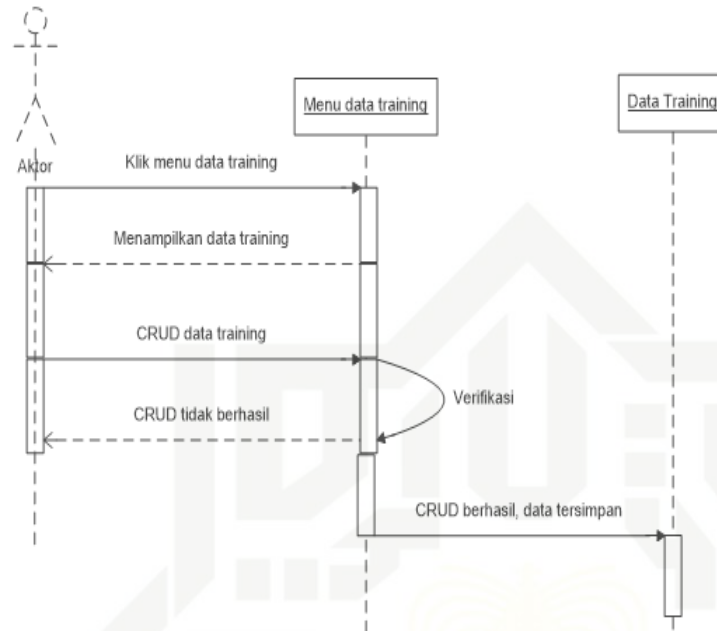 Menu data training
Data Training
Aktor
Klik menu data training
Menampilkan data training
CRUD data training
Verifikasi
CRUD tidak berhasil
CRUD berhasil, data tersimpan